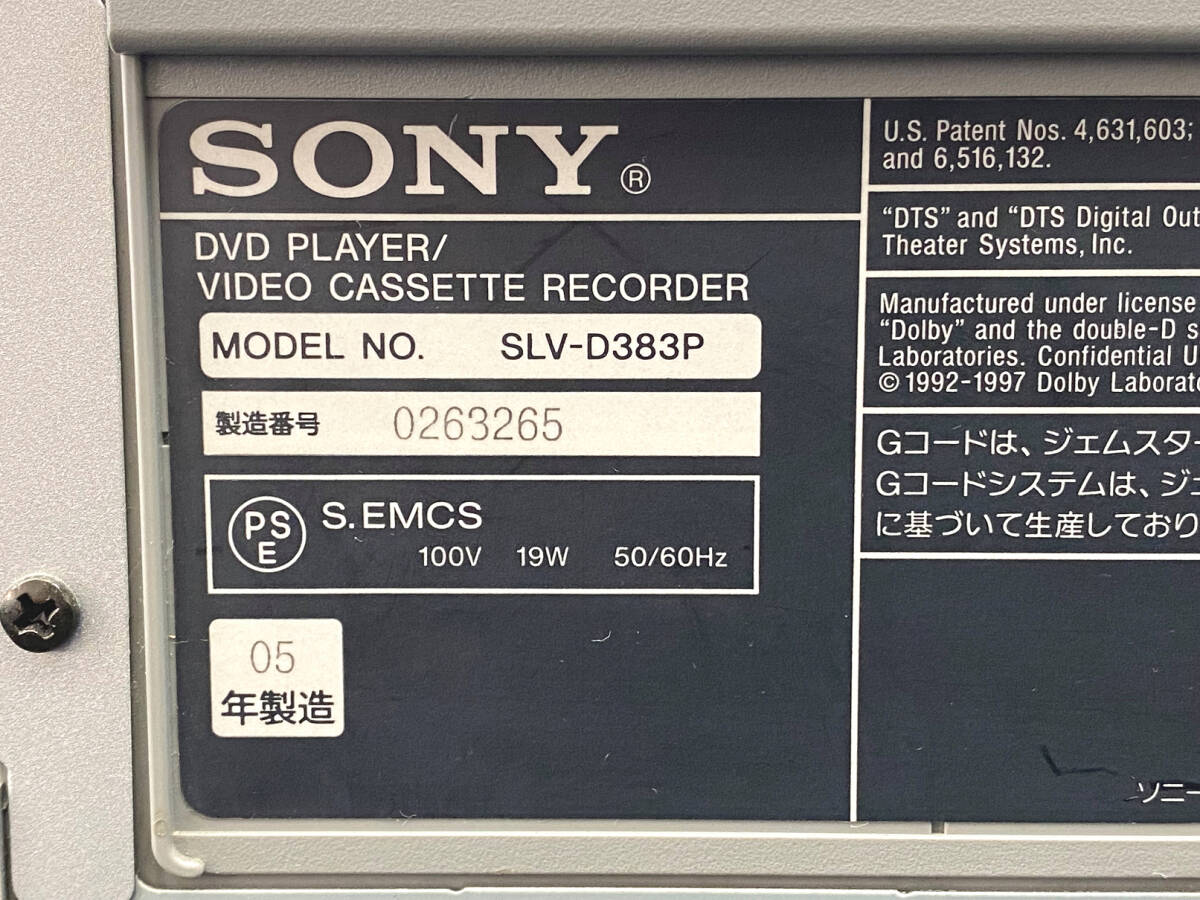 SONY®
DVD PLAYER/
VIDEO CASSETTE RECORDER
MODEL NO. SLV-D383P
製造番号 0263265
PSE S.EMCS
100V 19W 50/60Hz
05
年製造
U.S. Patent Nos. 4,631,603;
and 6,516,132.
“DTS” and “DTS Digital Out
Theater Systems, Inc.
Manufactured under license
“Dolby” and the double-D s
Laboratories. Confidential U
© 1992-1997 Dolby Laborat
Gコードは、ジェムスター
Gコードシステムは、ジェ
に基づいて生産しており
ソニー